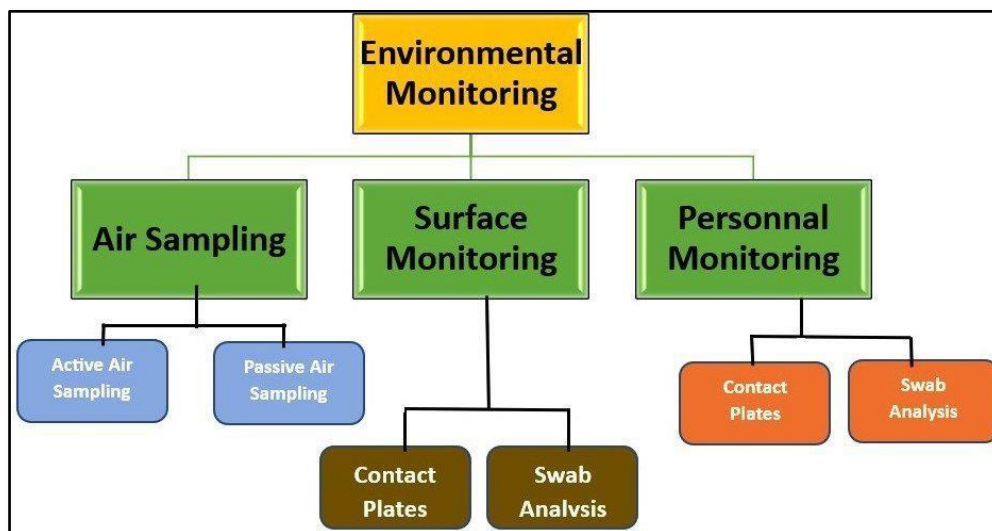 Environmental
Monitoring
Air Sampling
Surface
Monitoring
Personnal
Monitoring
Active Air
Sampling
Passive Air
Sampling
Contact
Plates
Swab
Analysis
Contact
Plates
Swab
Analvsis